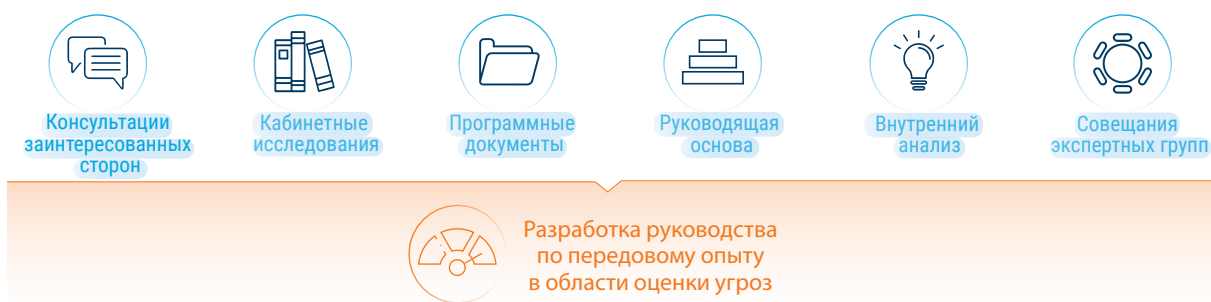 Консультации
заинтересованных
сторон
Кабинетные
исследования
Программные
документы
Руководящая
основа
Внутренний
анализ
Совещания
экспертных групп
Разработка руководства
по передовому опыту
в области оценки угроз